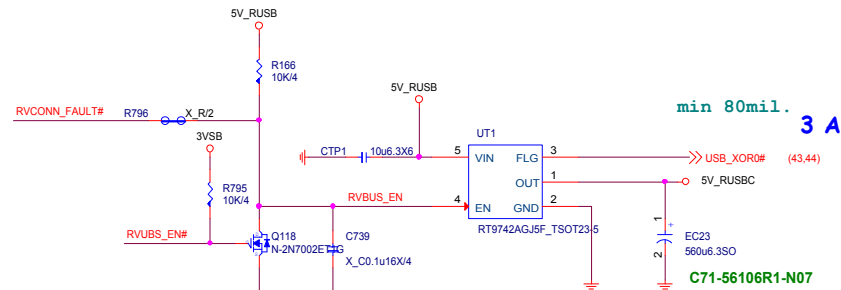 5V_RUSB
R166
10K/4
5V_RUSB
min 80mil.
3 A
RVCONN_FAULT#
R796
X_R/2
UT1
3VSB
CTP1
10u6.3X6
5
VIN
FLG
3
USB_XOR0#
(43,44)
OUT
1
5V_RUSBC
R795
10K/4
RVBUS_EN
4
EN
GND
2
RT9742AGJ5F_TSOT23-5
RVUBS_EN#
Q118
N-2N7002ET1G
C739
X_C0.1u16X/4
1
+
EC23
560u6.3SO
2
C71-56106R1-N07